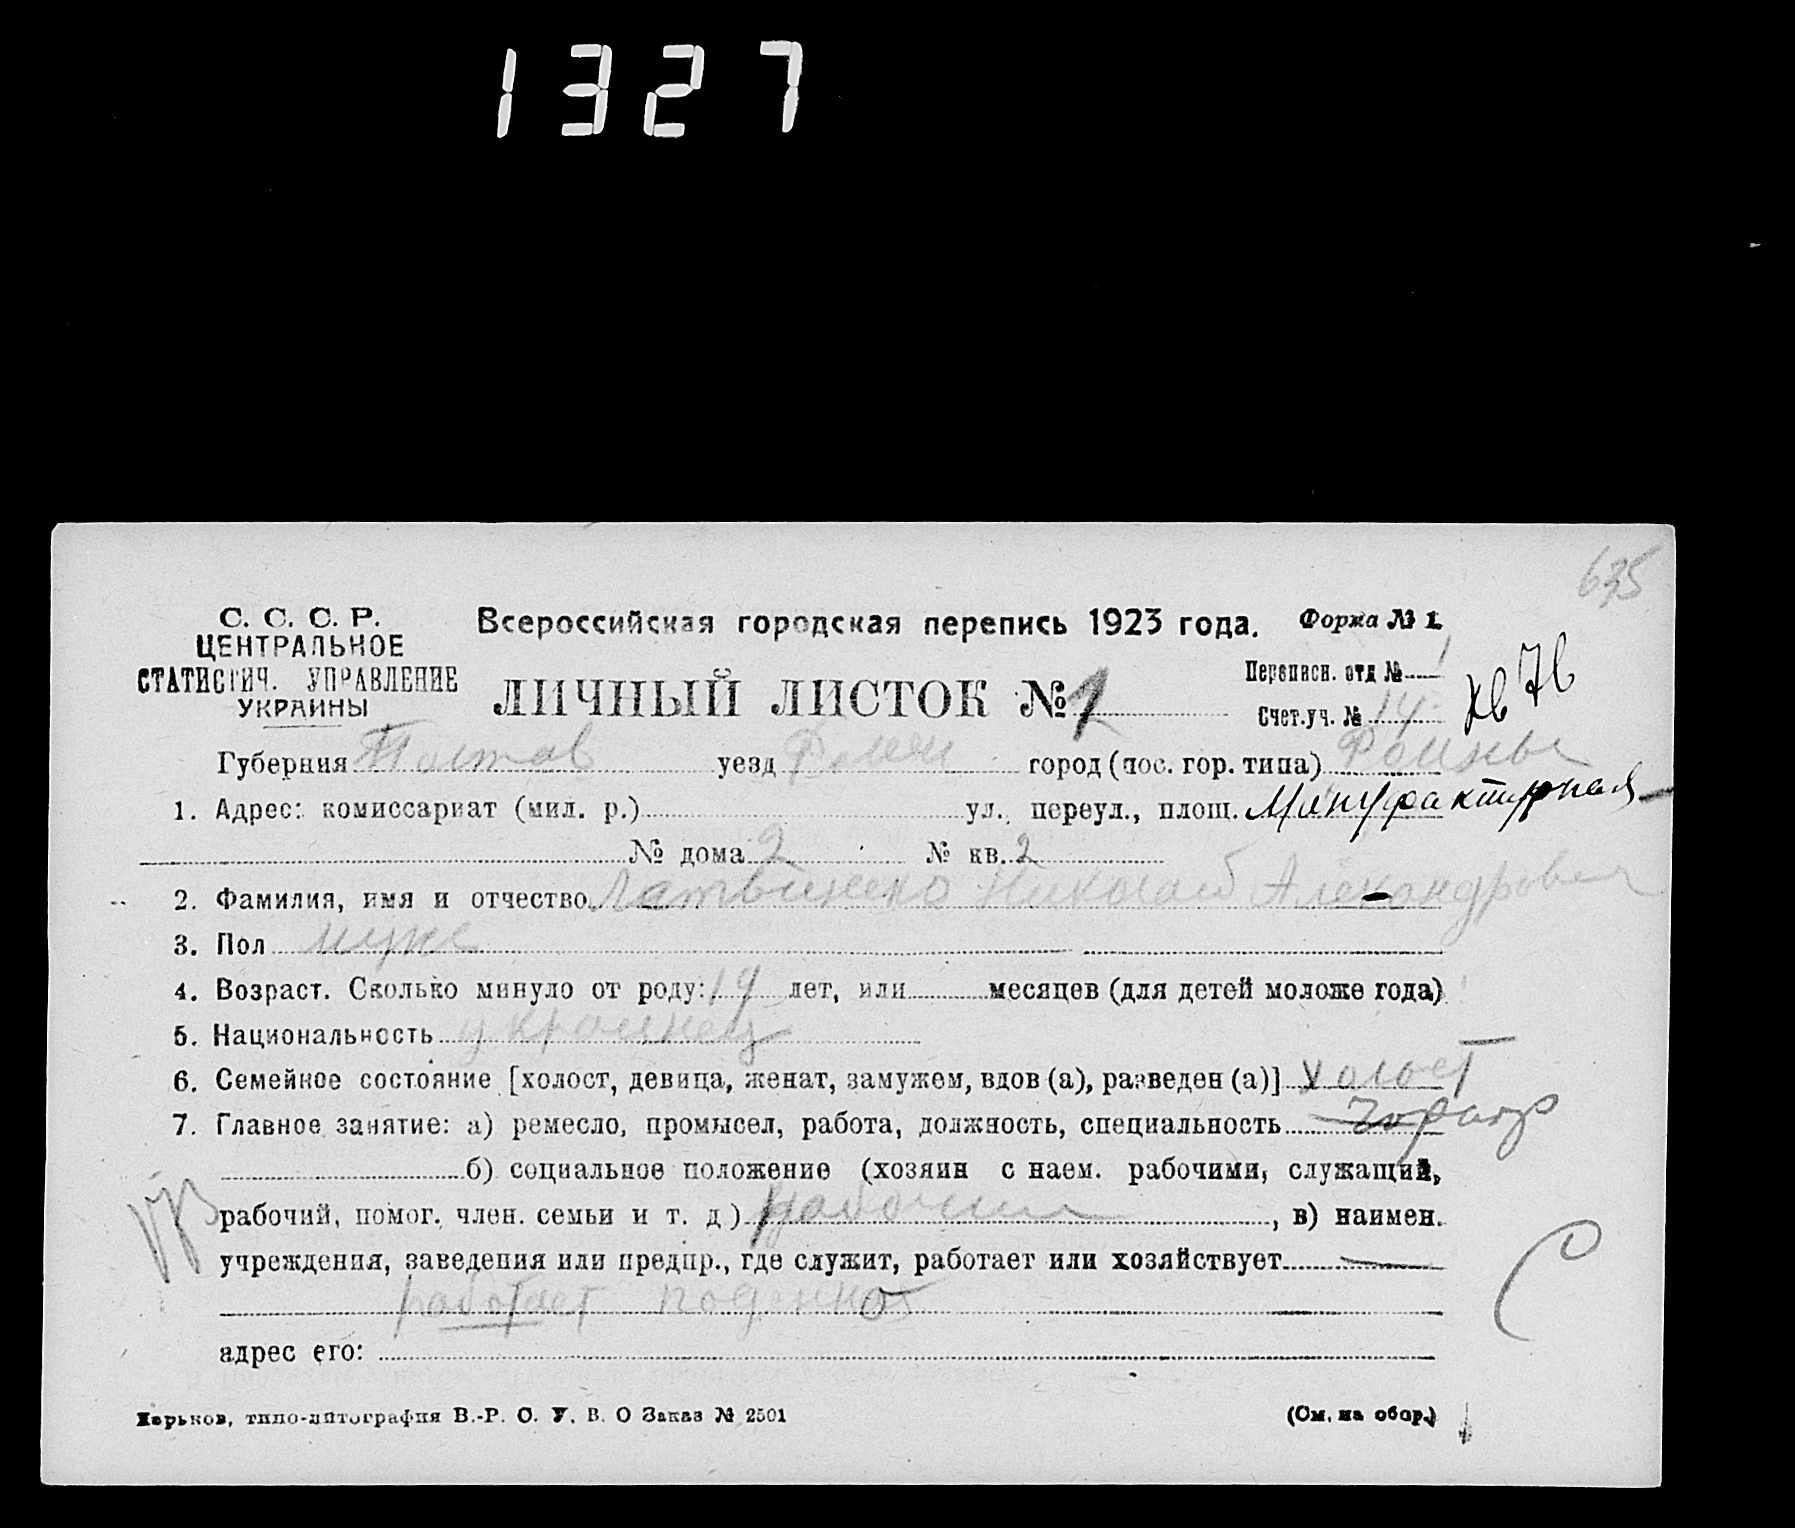 1327
635
С. С. С. Р.
ЦЕНТРАЛЬНОЕ
СТАТИСТИЧ. УПРАВЛЕНИЕ
УКРАИНЫ
Всероссийская городская перепись 1923 года.
Форма № 1
ЛИЧНЫЙ ЛИСТОК № 1
Переписн. отд № 1
Счет.уч. № 14
Губерния Полтав уезд Ромен город (пос. гор. типа) Ромны
1. Адрес: комиссариат (мил. р.) ул., переул., площ. Мануфактурная
№ дома 2 № кв. 2
2. Фамилия, имя и отчество Литвиненко Николай Александрович
3. Пол муж
4. Возраст. Сколько минуло от роду: 19 лет, или месяцев (для детей моложе года)
5. Национальность украинец
6. Семейное состояние [холост, девица, женат, замужем, вдов (а), разведен (а)] холост
7. Главное занятие: а) ремесло, промысел, работа, должность, специальность
б) социальное положение (хозяин с наем. рабочими, служащий,
рабочий, помог. член. семьи и т. д) рабочий, в) наимен.
учреждения, заведения или предпр., где служит, работает или хозяйствует —
работает поденно
адрес его:
Харьков, типо-литография В.-Р. О. У. В. О Заказ № 2501
(См. на обор.)